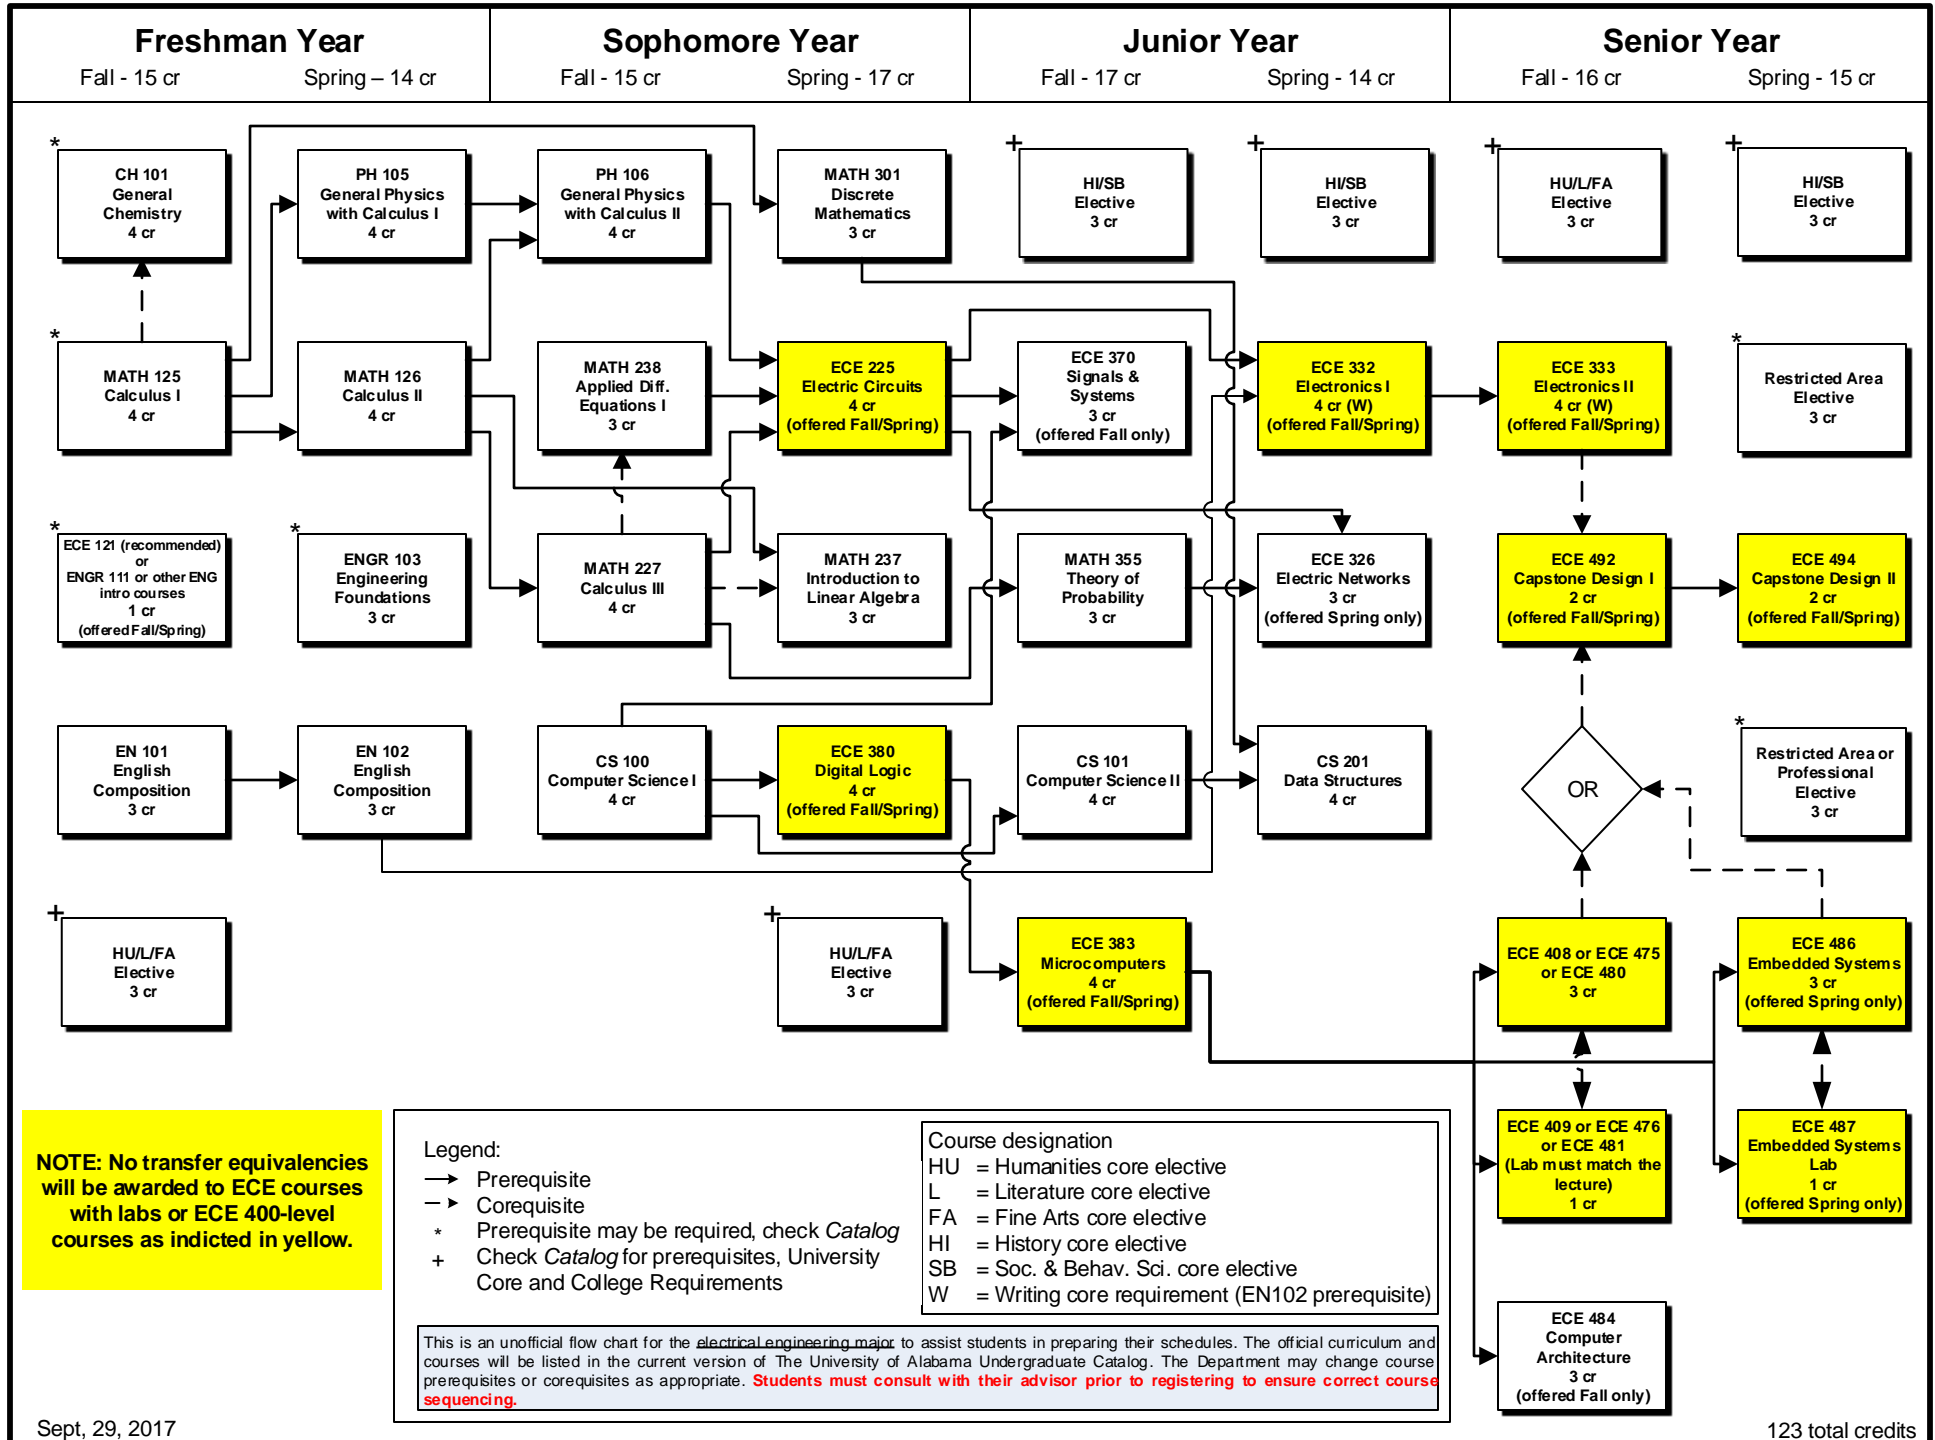 Freshman Year
Fall - 15 cr
Spring – 14 cr
Sophomore Year
Fall - 15 cr
Spring - 17 cr
Junior Year
Fall - 17 cr
Spring - 14 cr
Senior Year
Fall - 16 cr
Spring - 15 cr
*
CH 101
General
Chemistry
4 cr
PH 105
General Physics
with Calculus I
4 cr
PH 106
General Physics
with Calculus II
4 cr
MATH 301
Discrete
Mathematics
3 cr
+
HI/SB
Elective
3 cr
+
HI/SB
Elective
3 cr
+
HU/L/FA
Elective
3 cr
+
HI/SB
Elective
3 cr
*
MATH 125
Calculus I
4 cr
MATH 126
Calculus II
4 cr
MATH 238
Applied Diff.
Equations I
3 cr
ECE 225
Electric Circuits
4 cr
(offered Fall/Spring)
ECE 370
Signals &
Systems
3 cr
(offered Fall only)
ECE 332
Electronics I
4 cr (W)
(offered Fall/Spring)
ECE 333
Electronics II
4 cr (W)
(offered Fall/Spring)
*
Restricted Area
Elective
3 cr
*
ECE 121 (recommended)
or
ENGR 111 or other ENG
intro courses
1 cr
(offered Fall/Spring)
*
ENGR 103
Engineering
Foundations
3 cr
MATH 227
Calculus III
4 cr
MATH 237
Introduction to
Linear Algebra
3 cr
MATH 355
Theory of
Probability
3 cr
ECE 326
Electric Networks
3 cr
(offered Spring only)
ECE 492
Capstone Design I
2 cr
(offered Fall/Spring)
ECE 494
Capstone Design II
2 cr
(offered Fall/Spring)
EN 101
English
Composition
3 cr
EN 102
English
Composition
3 cr
CS 100
Computer Science I
4 cr
ECE 380
Digital Logic
4 cr
(offered Fall/Spring)
CS 101
Computer Science II
4 cr
CS 201
Data Structures
4 cr
OR
*
Restricted Area or
Professional
Elective
3 cr
+
HU/L/FA
Elective
3 cr
+
HU/L/FA
Elective
3 cr
ECE 383
Microcomputers
4 cr
(offered Fall/Spring)
ECE 408 or ECE 475
or ECE 480
3 cr
ECE 486
Embedded Systems
3 cr
(offered Spring only)
ECE 409 or ECE 476
or ECE 481
(Lab must match the
lecture)
1 cr
ECE 487
Embedded Systems
Lab
1 cr
(offered Spring only)
ECE 484
Computer
Architecture
3 cr
(offered Fall only)
NOTE: No transfer equivalencies
will be awarded to ECE courses
with labs or ECE 400-level
courses as indicted in yellow.
Legend:
Prerequisite
Corequisite
* Prerequisite may be required, check Catalog
+ Check Catalog for prerequisites, University
Core and College Requirements
Course designation
HU = Humanities core elective
L = Literature core elective
FA = Fine Arts core elective
HI = History core elective
SB = Soc. & Behav. Sci. core elective
W = Writing core requirement (EN102 prerequisite)
This is an unofficial flow chart for the electrical engineering major to assist students in preparing their schedules. The official curriculum and
courses will be listed in the current version of The University of Alabama Undergraduate Catalog. The Department may change course
prerequisites or corequisites as appropriate. Students must consult with their advisor prior to registering to ensure correct course
sequencing.
Sept, 29, 2017
123 total credits